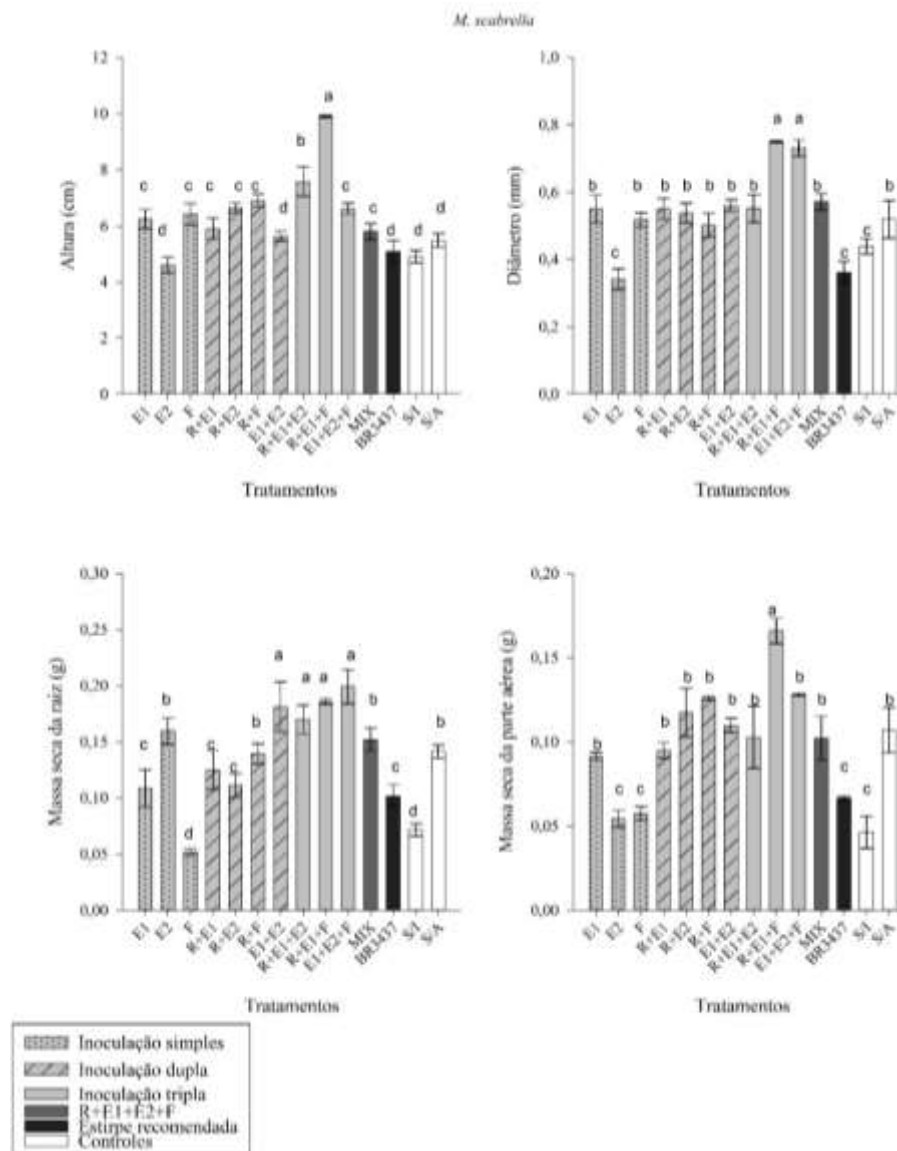 M. scabrella
12
10
8
6
4
2
0
Altura (cm)
c d c c c c d b a c c d d d
E1 E2 F R+E1 R+E2 R+F E1+E2 R+E1+E2 R+E1+F E1+E2+F MIX BR3437 S/I S/A
Tratamentos
1,0
0,8
0,6
0,4
0,2
0,0
Diâmetro (mm)
b c b b b b b b a a b c c b
E1 E2 F R+E1 R+E2 R+F E1+E2 R+E1+E2 R+E1+F E1+E2+F MIX BR3437 S/I S/A
Tratamentos
0,30
0,25
0,20
0,15
0,10
0,05
0,00
Massa seca da raiz (g)
c b d c c b a a a a b c d b
E1 E2 F R+E1 R+E2 R+F E1+E2 R+E1+E2 R+E1+F E1+E2+F MIX BR3437 S/I S/A
Tratamentos
0,20
0,15
0,10
0,05
0,00
Massa seca da parte aérea (g)
b c c b b b b b a b b c c b
E1 E2 F R+E1 R+E2 R+F E1+E2 R+E1+E2 R+E1+F E1+E2+F MIX BR3437 S/I S/A
Tratamentos
Inoculação simples
Inoculação dupla
Inoculação tripla
R+E1+E2+F
Estirpe recomendada
Controles